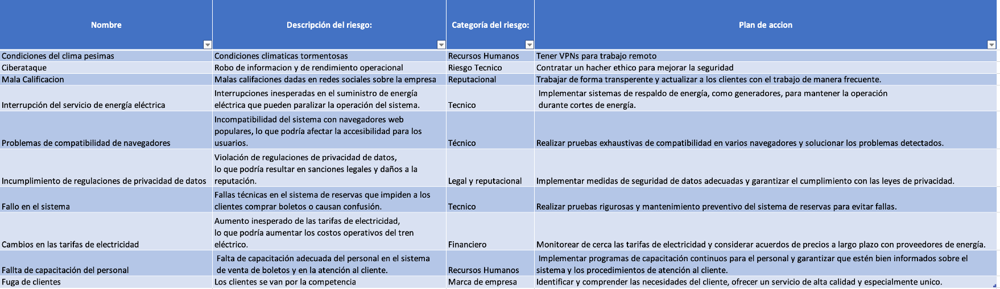 Nombre
Descripción del riesgo:
Categoría del riesgo:
Plan de accion
Condiciones del clima pesimas
Condiciones climaticas tormentosas
Recursos Humanos
Tener VPNs para trabajo remoto
Ciberataque
Robo de informacion y de rendimiento operacional
Riesgo Tecnico
Contratar un hacher ethico para mejorar la seguridad
Mala Calificacion
Malas califaciones dadas en redes sociales sobre la empresa
Reputacional
Trabajar de forma transperente y actualizar a los clientes con el trabajo de manera frecuente.
Interrupción del servicio de energía eléctrica
Interrupciones inesperadas en el suministro de energía
eléctrica que pueden paralizar la operación del sistema.
Tecnico
Implementar sistemas de respaldo de energía, como generadores, para mantener la operación
durante cortes de energía.
Problemas de compatibilidad de navegadores
Incompatibilidad del sistema con navegadores web
populares, lo que podría afectar la accesibilidad para los
usuarios.
Técnico
Realizar pruebas exhaustivas de compatibilidad en varios navegadores y solucionar los problemas detectados.
Incumplimiento de regulaciones de privacidad de datos
Violación de regulaciones de privacidad de datos,
lo que podría resultar en sanciones legales y daños a la
reputación.
Legal y reputacional
Implementar medidas de seguridad de datos adecuadas y garantizar el cumplimiento con las leyes de privacidad.
Fallo en el sistema
Fallas técnicas en el sistema de reservas que impiden a los
clientes comprar boletos o causan confusión.
Tecnico
Realizar pruebas rigurosas y mantenimiento preventivo del sistema de reservas para evitar fallas.
Cambios en las tarifas de electricidad
Aumento inesperado de las tarifas de electricidad,
lo que podría aumentar los costos operativos del tren
eléctrico.
Financiero
Monitorear de cerca las tarifas de electricidad y considerar acuerdos de precios a largo plazo con proveedores de energía.
Fallta de capacitación del personal
Falta de capacitación adecuada del personal en el sistema
de venta de boletos y en la atención al cliente.
Recursos Humanos
Implementar programas de capacitación continuos para el personal y garantizar que estén bien informados sobre el
sistema y los procedimientos de atención al cliente.
Fuga de clientes
Los clientes se van por la competencia
Marca de empresa
Identificar y comprender las necesidades del cliente, ofrecer un servicio de alta calidad y especialmente unico.